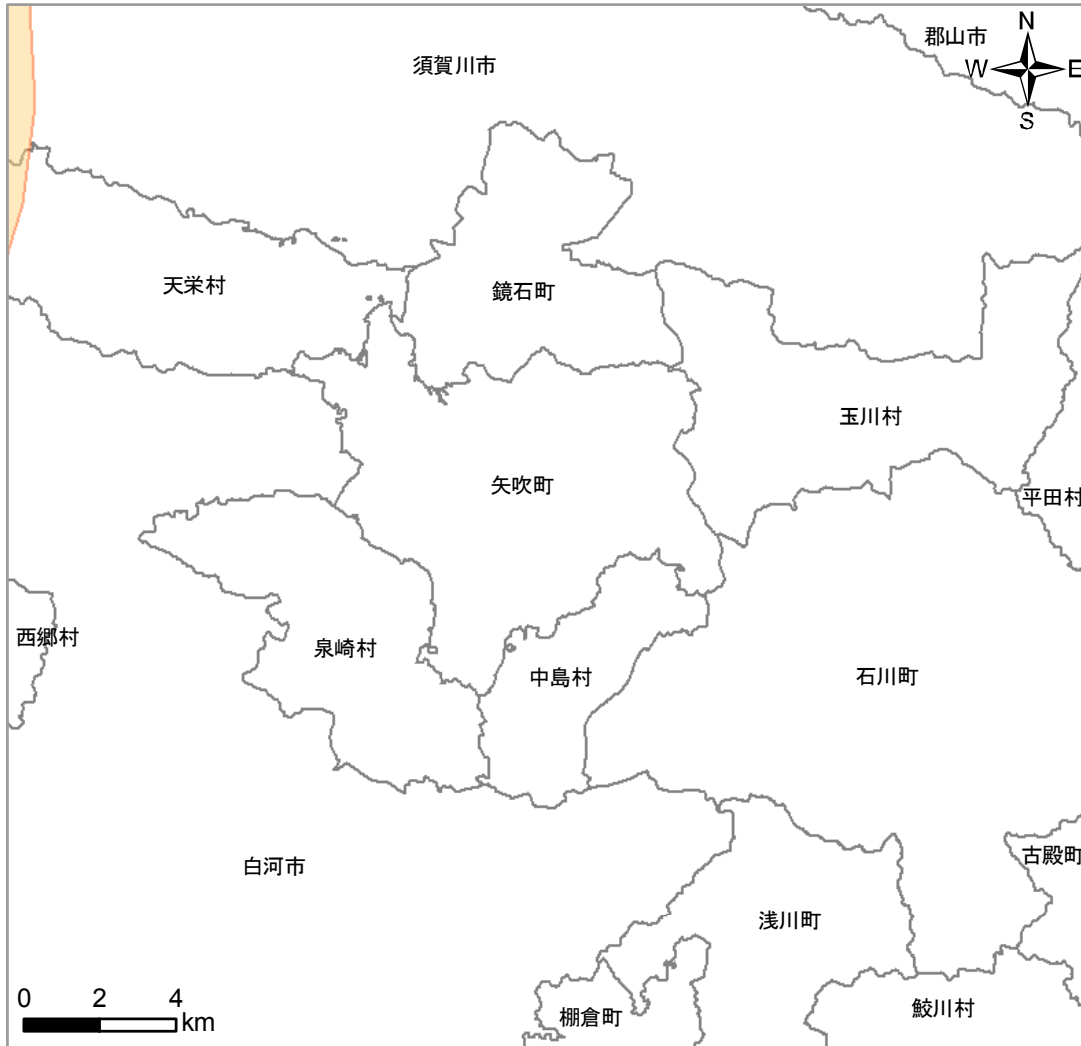 郡山市
須賀川市
N
W
E
S
天栄村
鏡石町
玉川村
矢吹町
平田村
西郷村
泉崎村
中島村
石川町
白河市
古殿町
浅川町
棚倉町
鮫川村
0 2 4
km